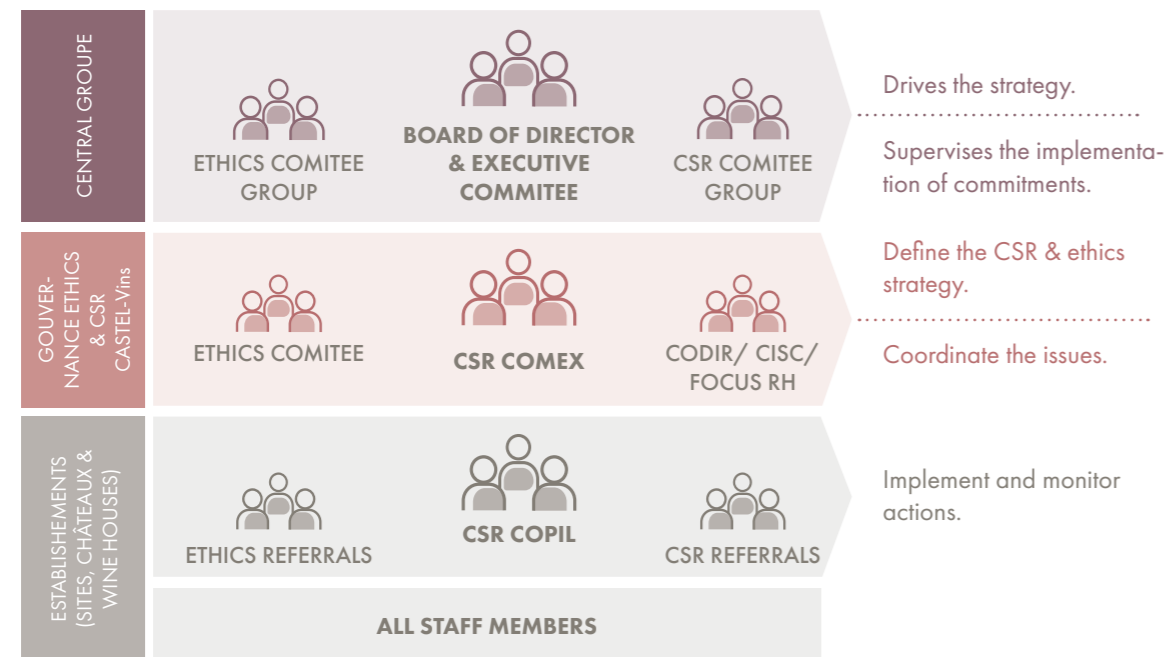 CENTRAL GROUPE
ETHICS COMITEE
GROUP
BOARD OF DIRECTOR
& EXECUTIVE
COMMITEE
CSR COMITEE
GROUP
Drives the strategy.
Supervises the implementa-
tion of commitments.
GOUVER-
NANCE ETHICS
& CSR
CASTEL-Vins
ETHICS COMITEE
CSR COMEX
CODIR/ CISC/
FOCUS RH
Define the CSR & ethics
strategy.
Coordinate the issues.
ESTABLISHEMENTS
(SITES, CHÂTEAUX &
WINE HOUSES)
ETHICS REFERRALS
CSR COPIL
CSR REFERRALS
Implement and monitor
actions.
ALL STAFF MEMBERS